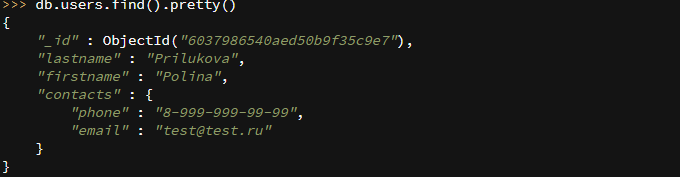 >>> db.users.find().pretty()
{
    "_id" : ObjectId("6037986540aed50b9f35c9e7"),
    "lastname" : "Prilukova",
    "firstname" : "Polina",
    "contacts" : {
        "phone" : "8-999-999-99-99",
        "email" : "test@test.ru"
    }
}